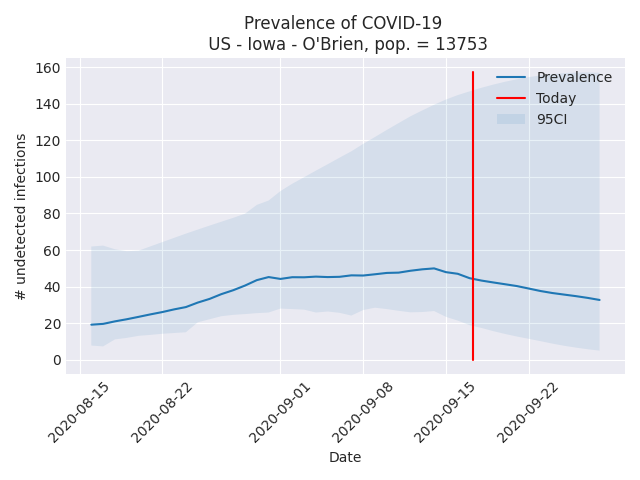 Prevalence of COVID-19
US - Iowa - O'Brien, pop. = 13753
160
140
120
100
80
60
40
20
0
# undetected infections
Prevalence
Today
95CI
2020-08-15
2020-08-22
2020-09-01
2020-09-08
2020-09-15
2020-09-22
Date